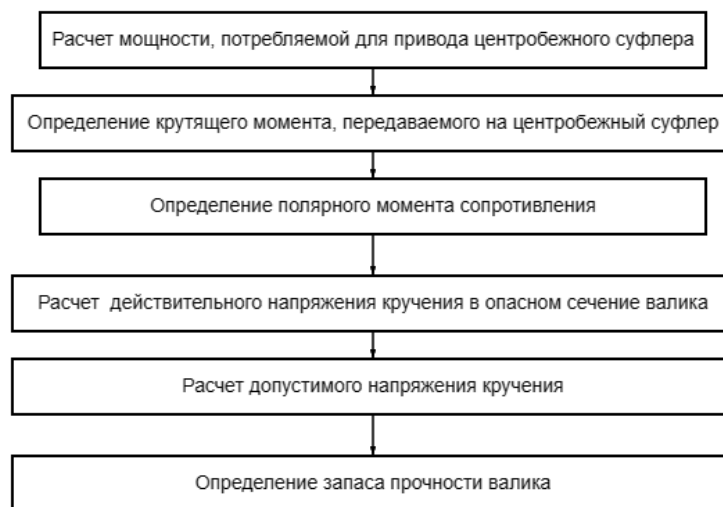 Расчет мощности, потребляемой для привода центробежного суфлера
Определение крутящего момента, передаваемого на центробежный суфлер
Определение полярного момента сопротивления
Расчет действительного напряжения кручения в опасном сечение валика
Расчет допустимого напряжения кручения
Определение запаса прочности валика